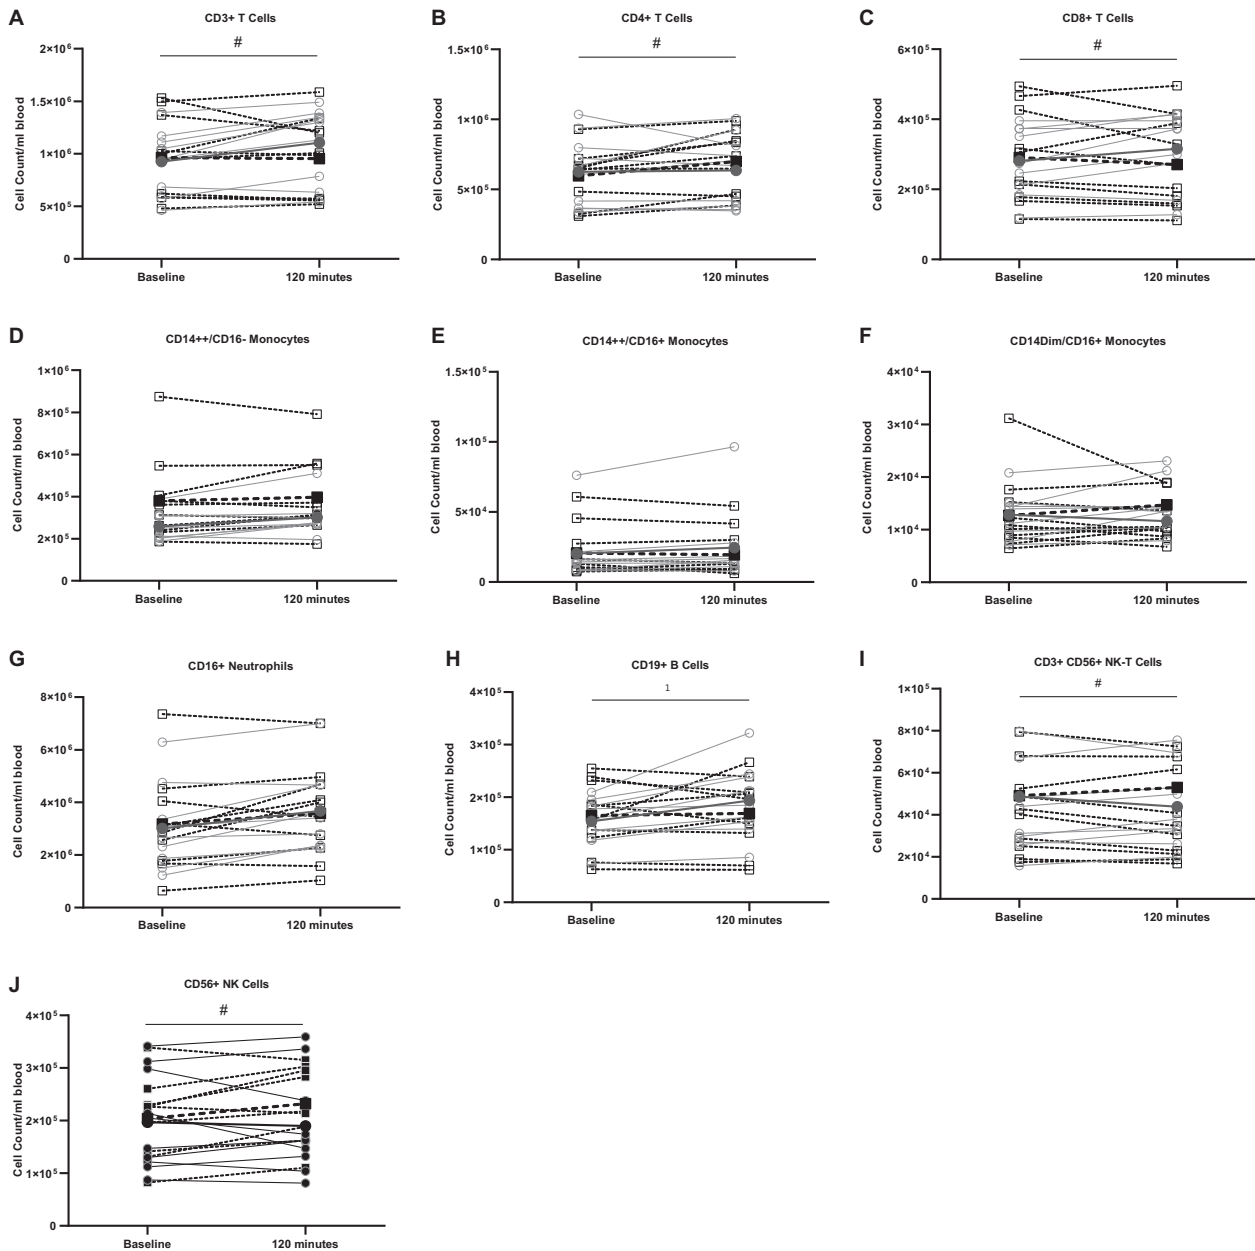 A
CD3+ T Cells
#
Cell Count/ml blood
2×10⁶
1.5×10⁶
1×10⁶
5×10⁵
0
Baseline
120 minutes
B
CD4+ T Cells
#
Cell Count/ml blood
1.5×10⁶
1×10⁶
5×10⁵
0
Baseline
120 minutes
C
CD8+ T Cells
#
Cell Count/ml blood
6×10⁵
4×10⁵
2×10⁵
0
Baseline
120 minutes
D
CD14++/CD16- Monocytes
Cell Count/ml blood
1×10⁶
8×10⁵
6×10⁵
4×10⁵
2×10⁵
0
Baseline
120 minutes
E
CD14++/CD16+ Monocytes
Cell Count/ml blood
1.5×10⁵
1×10⁵
5×10⁴
0
Baseline
120 minutes
F
CD14Dim/CD16+ Monocytes
Cell Count/ml blood
4×10⁴
3×10⁴
2×10⁴
1×10⁴
0
Baseline
120 minutes
G
CD16+ Neutrophils
Cell Count/ml blood
8×10⁶
6×10⁶
4×10⁶
2×10⁶
0
Baseline
120 minutes
H
CD19+ B Cells
1
Cell Count/ml blood
4×10⁵
3×10⁵
2×10⁵
1×10⁵
0
Baseline
120 minutes
I
CD3+ CD56+ NK-T Cells
#
Cell Count/ml blood
1×10⁵
8×10⁴
6×10⁴
4×10⁴
2×10⁴
0
Baseline
120 minutes
J
CD56+ NK Cells
#
Cell Count/ml blood
4×10⁵
3×10⁵
2×10⁵
1×10⁵
0
Baseline
120 minutes